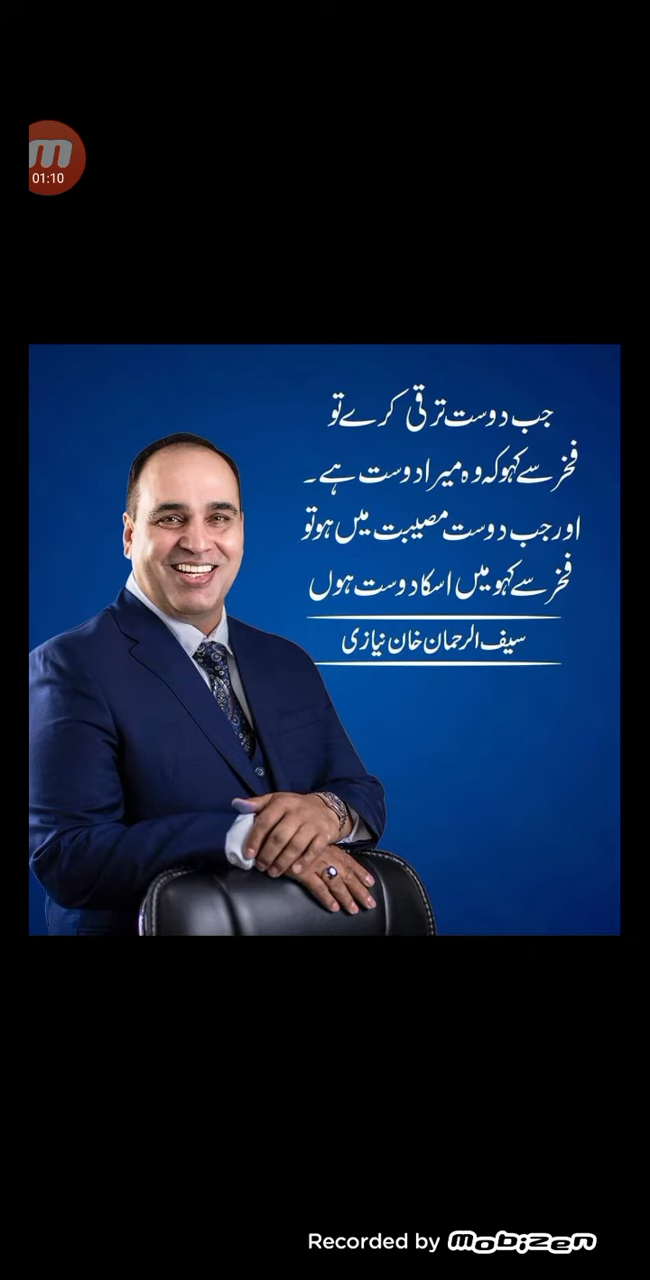 01:10
جب دوست ترقی کرے تو
فخر سے کہو کہ وہ میرا دوست ہے۔
اور جب دوست مصیبت میں ہو تو
فخر سے کہو میں اسکا دوست ہوں
سیف الرحمان خان نیازی
Recorded by mobizen